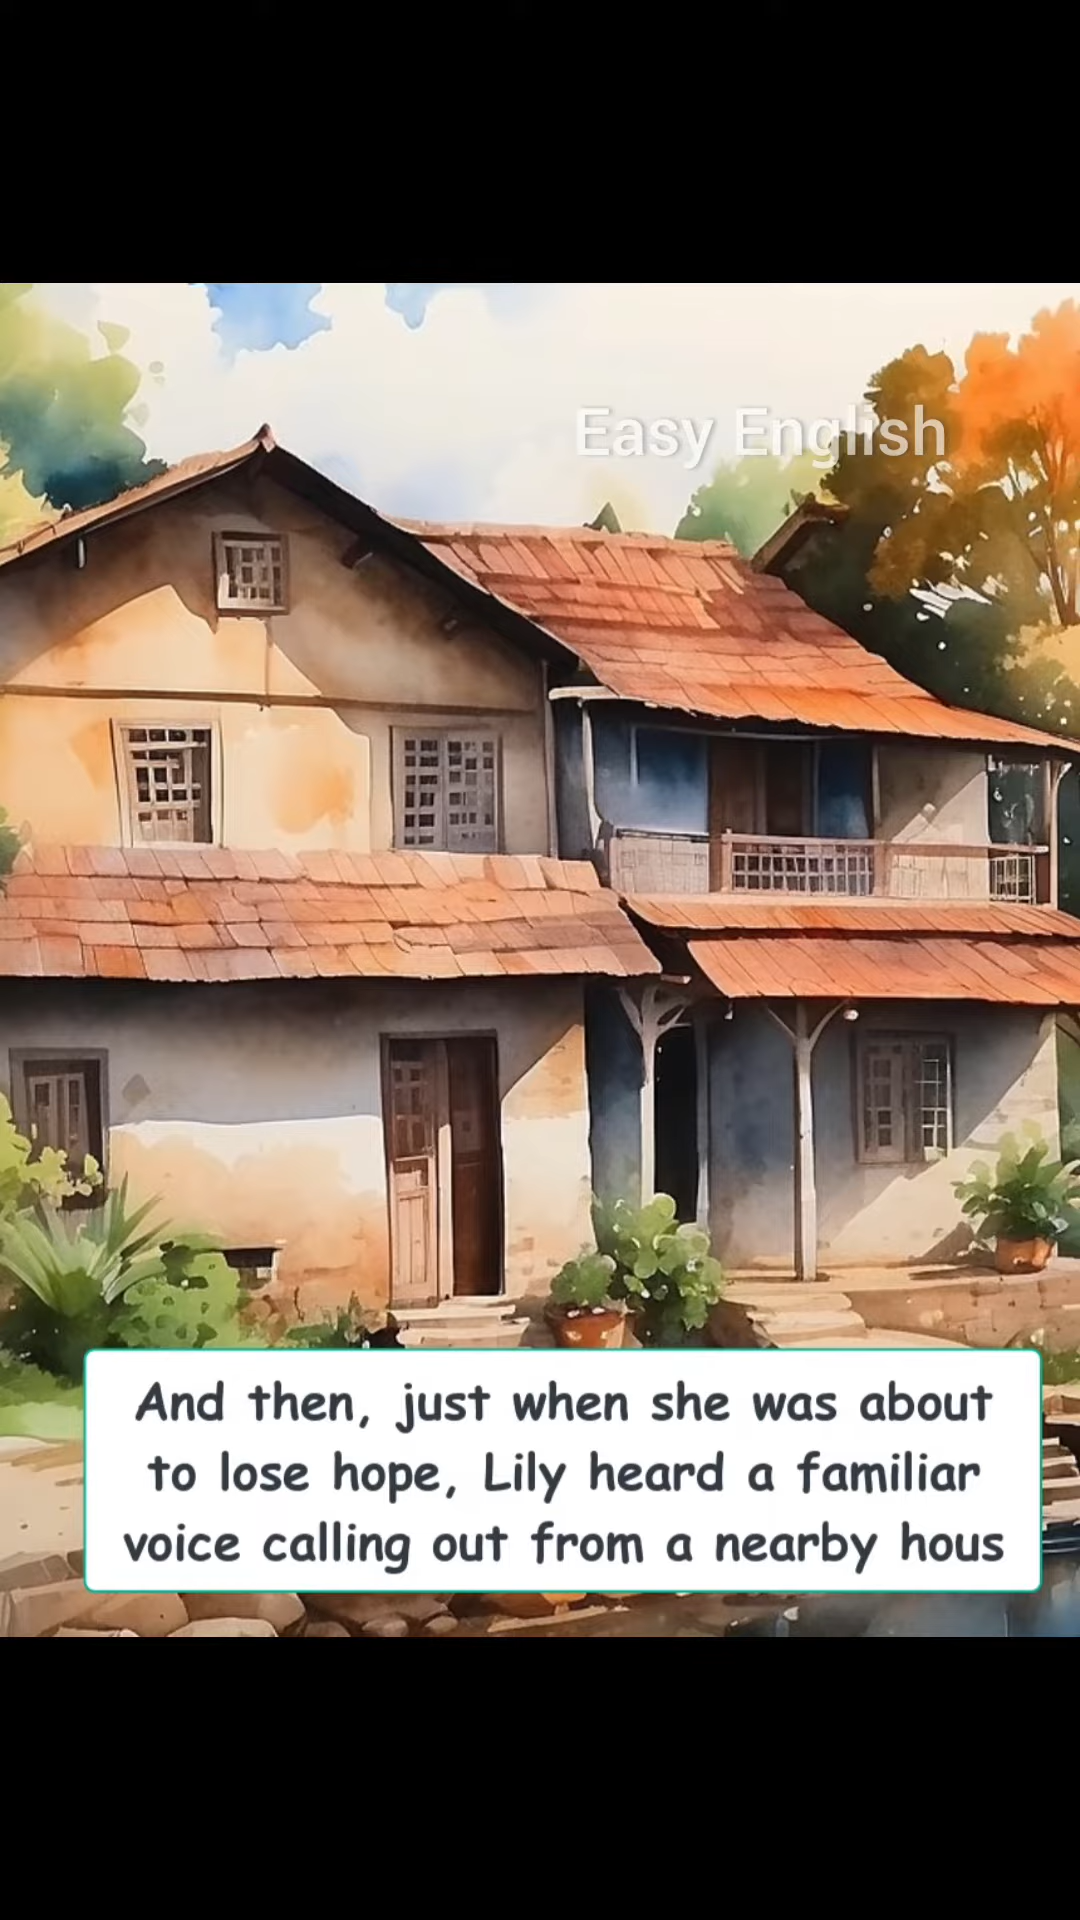 Easy English
And then, just when she was about
to lose hope, Lily heard a familiar
voice calling out from a nearby hous